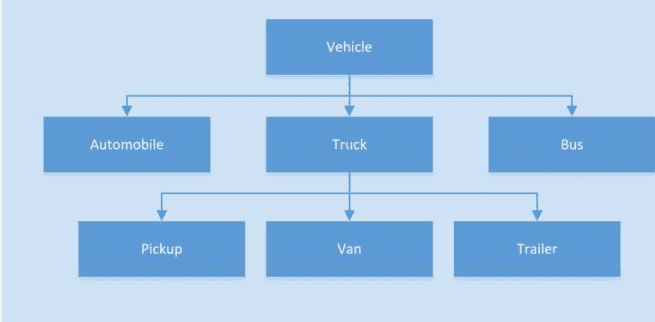 Vehicle
Automobile
Truck
Bus
Pickup
Van
Trailer